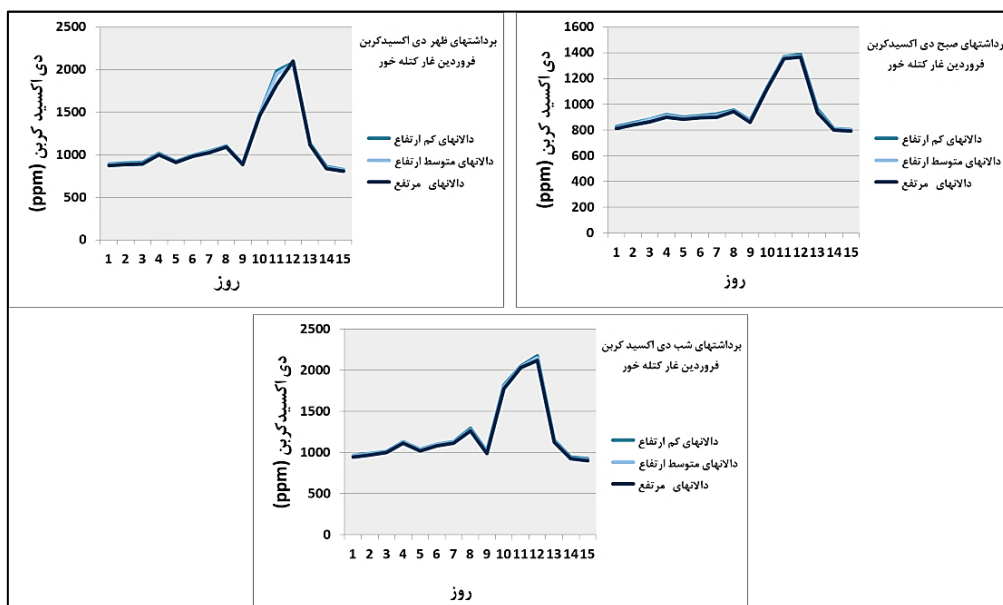 برداشتهای صبح دی اکسیدکربن
فروردین غار کتله خور
دی اکسید کربن (ppm)
1600
1400
1200
1000
800
600
400
200
0
1 2 3 4 5 6 7 8 9 10 11 12 13 14 15
روز
دالانهای کم ارتفاع
دالانهای متوسط ارتفاع
دالانهای مرتفع
برداشتهای ظهر دی اکسیدکربن
فروردین غار کتله خور
دی اکسید کربن (ppm)
2500
2000
1500
1000
500
0
1 2 3 4 5 6 7 8 9 10 11 12 13 14 15
روز
دالانهای کم ارتفاع
دالانهای متوسط ارتفاع
دالانهای مرتفع
برداشتهای شب دی اکسید کربن
فروردین غار کتله خور
دی اکسیدکربن (ppm)
2500
2000
1500
1000
500
0
1 2 3 4 5 6 7 8 9 10 11 12 13 14 15
روز
دالانهای کم ارتفاع
دالانهای متوسط ارتفاع
دالانهای مرتفع